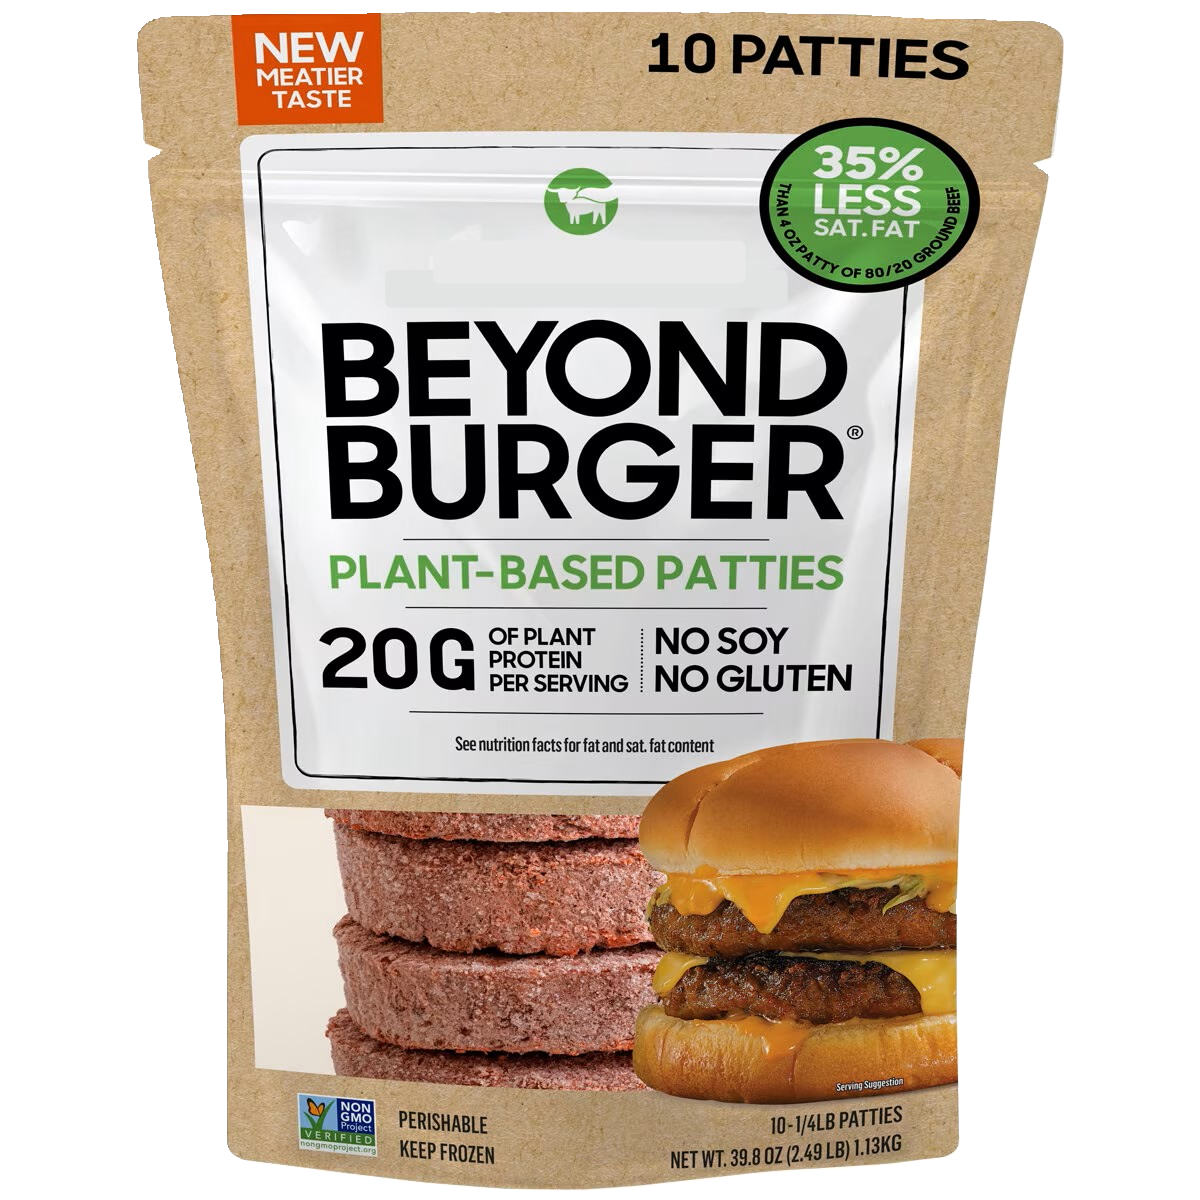 NEW
MEATIER
TASTE
10 PATTIES
35%
LESS
SAT. FAT
THAN 4 OZ PATTY OF 80/20 GROUND BEEF
BEYOND
BURGER®
PLANT-BASED PATTIES
20G
OF PLANT
PROTEIN
PER SERVING
NO SOY
NO GLUTEN
See nutrition facts for fat and sat. fat content
Serving Suggestion
NON
GMO
Project
VERIFIED
nongmoproject.org
PERISHABLE
KEEP FROZEN
10-1/4LB PATTIES
NET WT. 39.8 OZ (2.49 LB) 1.13KG